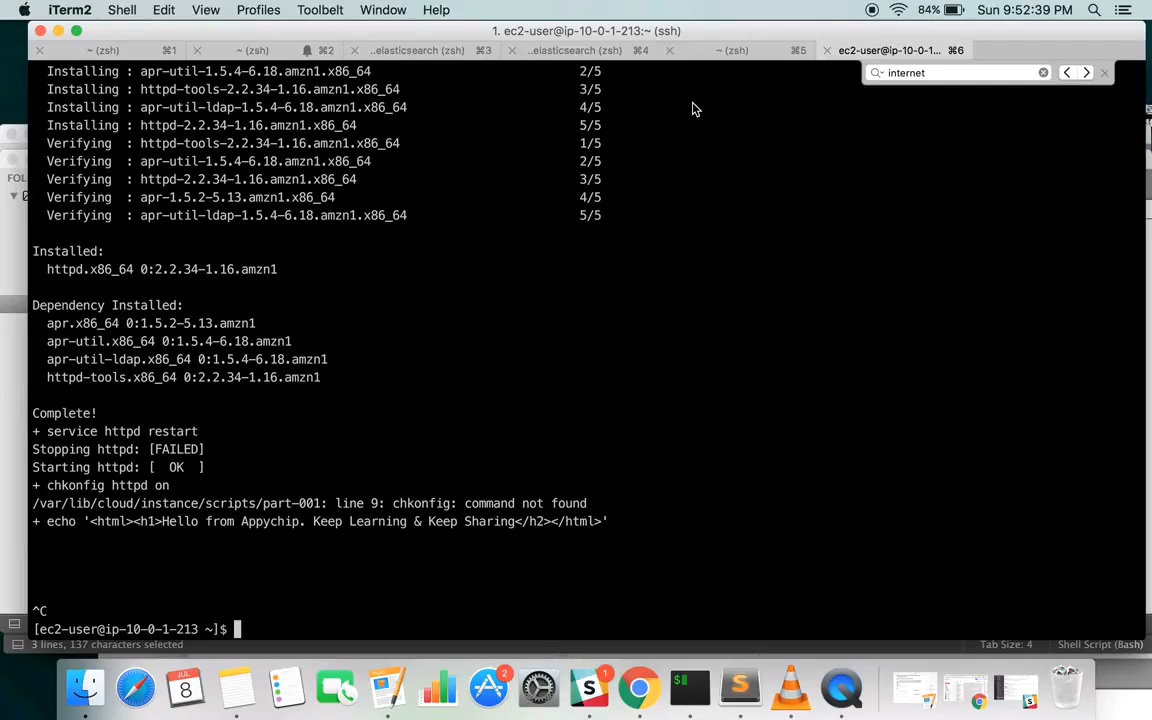 iTerm2 Shell Edit View Profiles Toolbelt Window Help 84% Sun 9:52:39 PM
1. ec2-user@ip-10-0-1-213:~ (ssh)
~ (zsh) ⌘1 ~ (zsh) ⌘2 ..elasticsearch (zsh) ⌘3 ..elasticsearch (zsh) ⌘4 ~ (zsh) ⌘5 ec2-user@ip-10-0-1... ⌘6
internet
Installing : apr-util-1.5.4-6.18.amzn1.x86_64 2/5
Installing : httpd-tools-2.2.34-1.16.amzn1.x86_64 3/5
Installing : apr-util-ldap-1.5.4-6.18.amzn1.x86_64 4/5
Installing : httpd-2.2.34-1.16.amzn1.x86_64 5/5
Verifying : httpd-tools-2.2.34-1.16.amzn1.x86_64 1/5
Verifying : apr-util-1.5.4-6.18.amzn1.x86_64 2/5
Verifying : httpd-2.2.34-1.16.amzn1.x86_64 3/5
Verifying : apr-1.5.2-5.13.amzn1.x86_64 4/5
Verifying : apr-util-ldap-1.5.4-6.18.amzn1.x86_64 5/5
Installed:
httpd.x86_64 0:2.2.34-1.16.amzn1
Dependency Installed:
apr.x86_64 0:1.5.2-5.13.amzn1
apr-util.x86_64 0:1.5.4-6.18.amzn1
apr-util-ldap.x86_64 0:1.5.4-6.18.amzn1
httpd-tools.x86_64 0:2.2.34-1.16.amzn1
Complete!
+ service httpd restart
Stopping httpd: [FAILED]
Starting httpd: [  OK  ]
+ chkonfig httpd on
/var/lib/cloud/instance/scripts/part-001: line 9: chkonfig: command not found
+ echo '<html><h1>Hello from Appychip. Keep Learning & Keep Sharing</h2></html>'
^C
[ec2-user@ip-10-0-1-213 ~]$
FOL
3 lines, 137 characters selected Tab Size: 4 Shell Script (Bash)
JUL
8
2
$
S
1
S